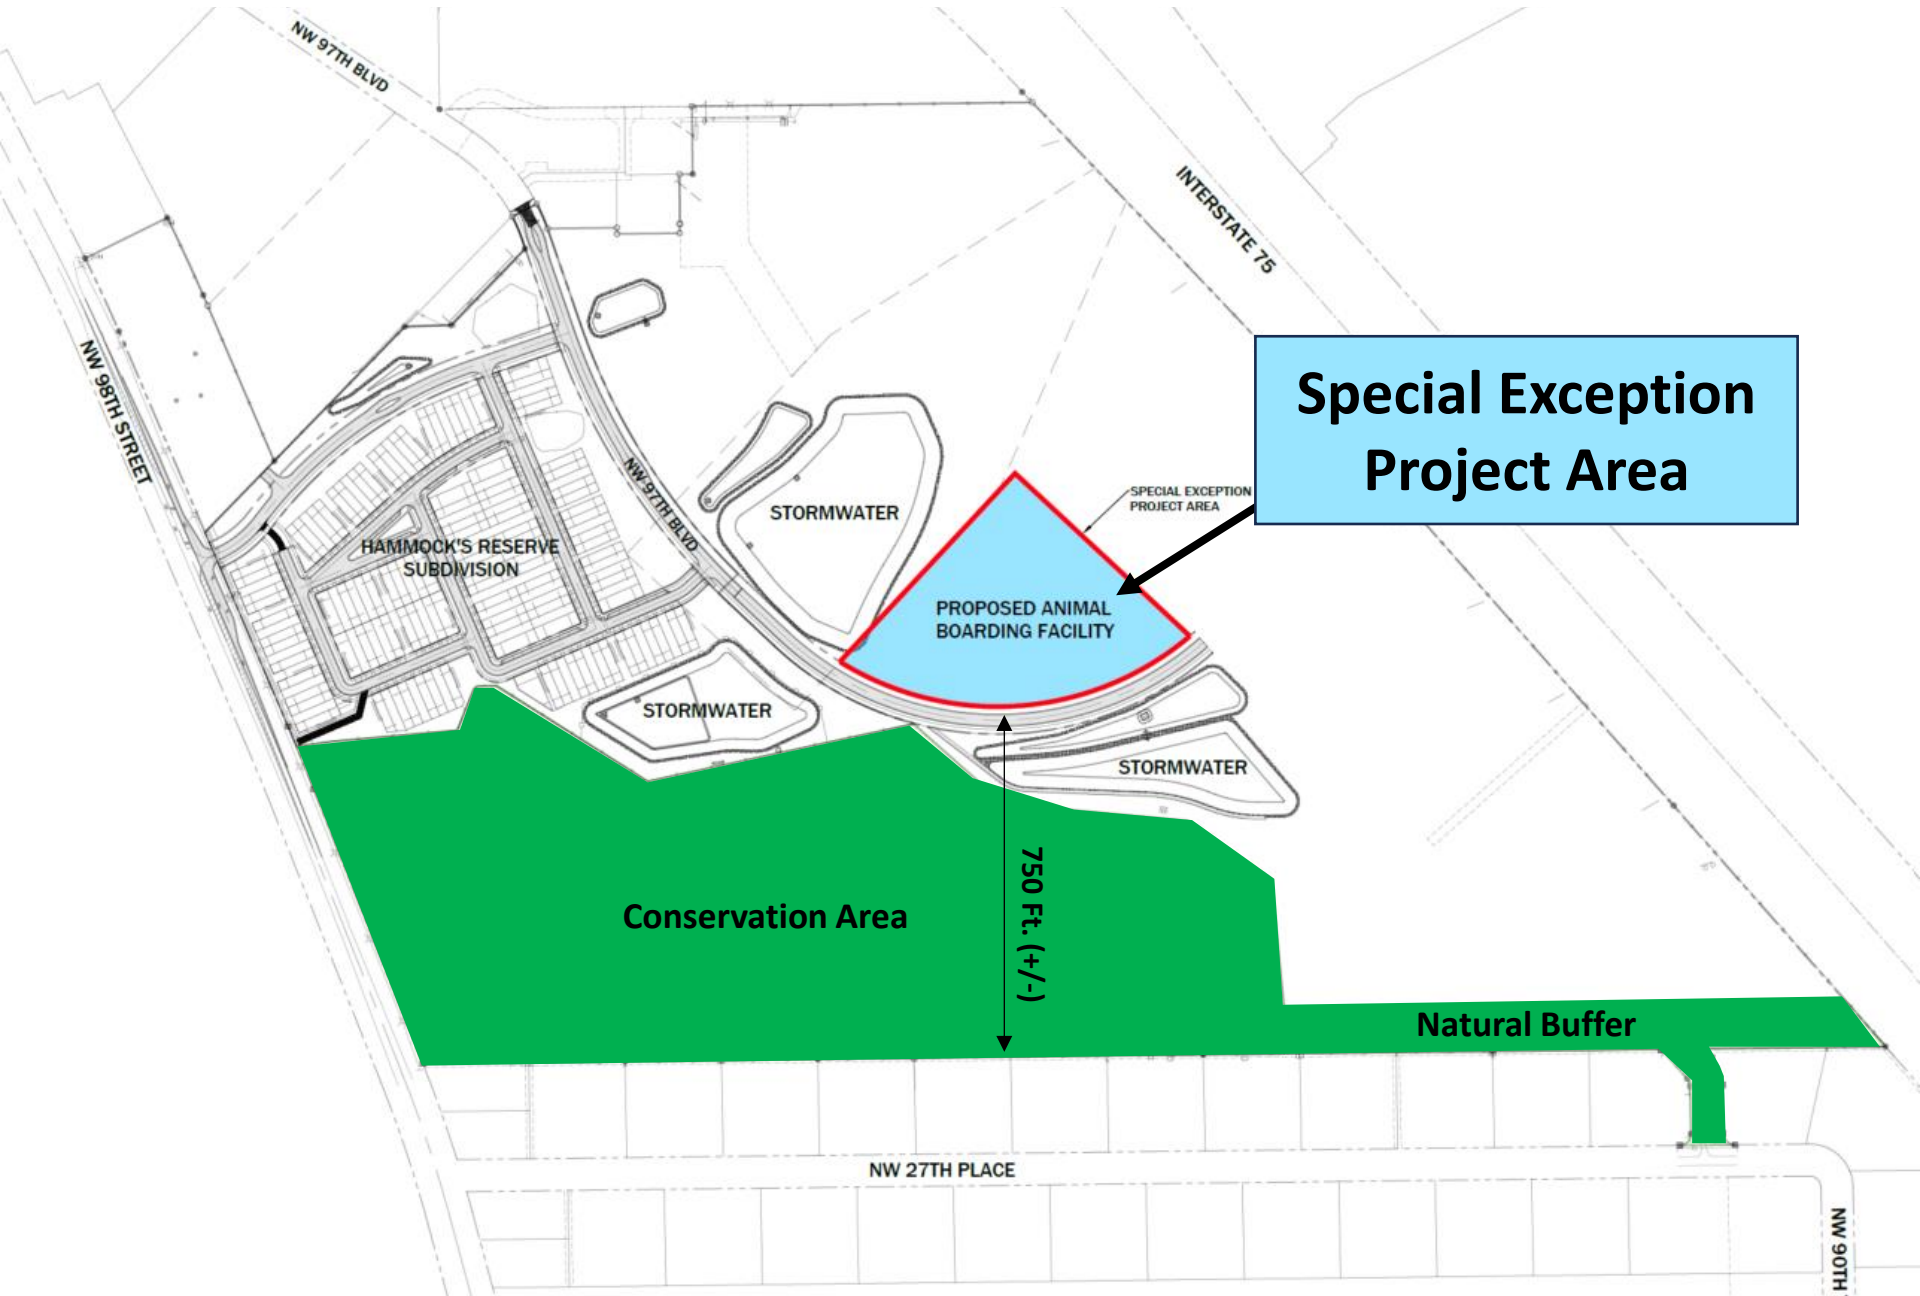 NW 97TH BLVD
INTERSTATE 75
NW 98TH STREET
Special Exception
Project Area
NW 97TH BLVD
STORMWATER
SPECIAL EXCEPTION
PROJECT AREA
HAMMOCK'S RESERVE
SUBDIVISION
PROPOSED ANIMAL
BOARDING FACILITY
STORMWATER
STORMWATER
750 Ft. (+/-)
Conservation Area
Natural Buffer
NW 27TH PLACE
NW 90TH